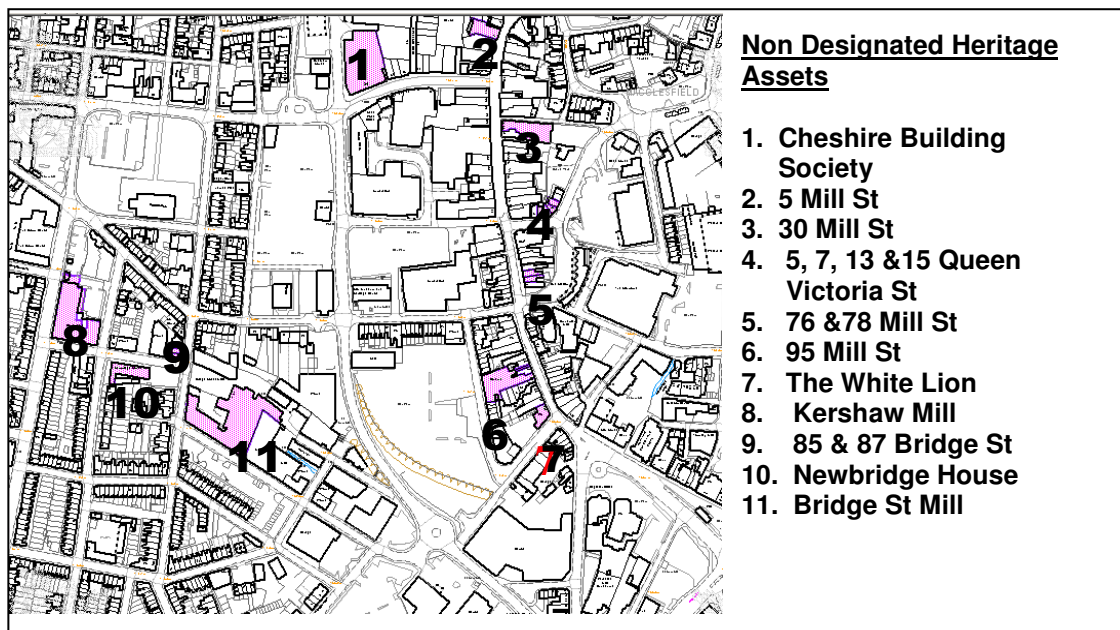 1
2
3
4
5
6
7
8
9
10
11
Non Designated Heritage
Assets
1. Cheshire Building
Society
2. 5 Mill St
3. 30 Mill St
4. 5, 7, 13 &15 Queen
Victoria St
5. 76 &78 Mill St
6. 95 Mill St
7. The White Lion
8. Kershaw Mill
9. 85 & 87 Bridge St
10. Newbridge House
11. Bridge St Mill